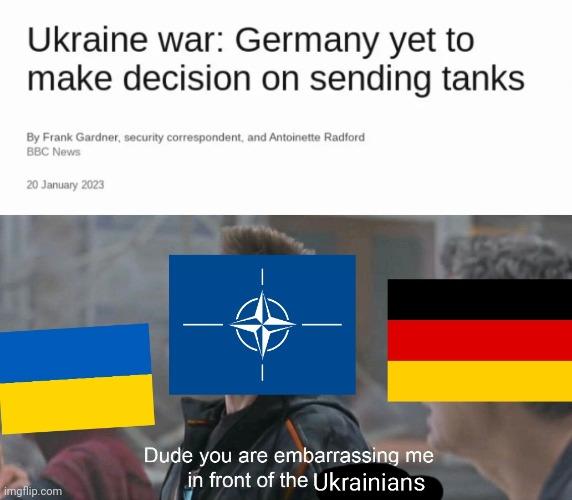 Ukraine war: Germany yet to
make decision on sending tanks
By Frank Gardner, security correspondent, and Antoinette Radford
BBC News
20 January 2023
Dude you are embarrassing me
in front of the Ukrainians
imgflip.com